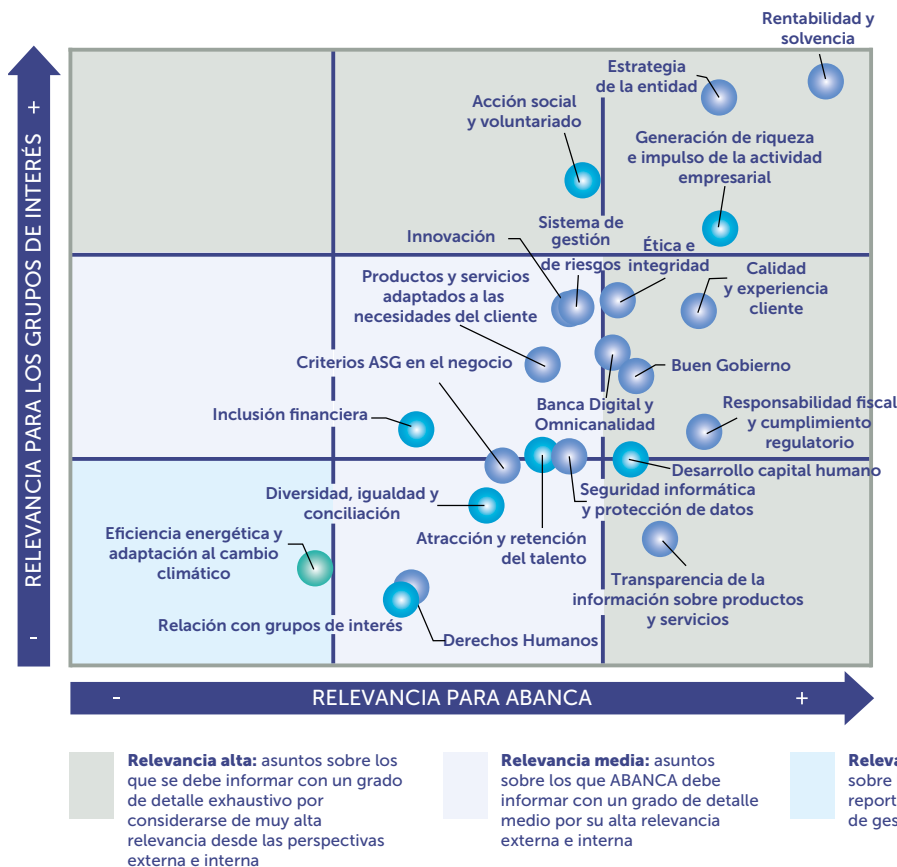 Rentabilidad y
solvencia
Estrategia
de la entidad
Acción social
y voluntariado
Generación de riqueza
e impulso de la actividad
empresarial
Sistema de
gestión
de riesgos
Innovación
Ética e
integridad
Calidad
y experiencia
cliente
Productos y servicios
adaptados a las
necesidades del cliente
Criterios ASG en el negocio
Buen Gobierno
Banca Digital y
Omnicanalidad
Responsabilidad fiscal
y cumplimiento
regulatorio
Inclusión financiera
Desarrollo capital humano
Seguridad informática
y protección de datos
Diversidad, igualdad y
conciliación
Atracción y retención
del talento
Eficiencia energética y
adaptación al cambio
climático
Transparencia de la
información sobre productos
y servicios
Relación con grupos de interés
Derechos Humanos
- RELEVANCIA PARA LOS GRUPOS DE INTERÉS +
- RELEVANCIA PARA ABANCA +
Relevancia alta: asuntos sobre los
que se debe informar con un grado
de detalle exhaustivo por
considerarse de muy alta
relevancia desde las perspectivas
externa e interna
Relevancia media: asuntos
sobre los que ABANCA debe
informar con un grado de detalle
medio por su alta relevancia
externa e interna
sobre
report
de ges